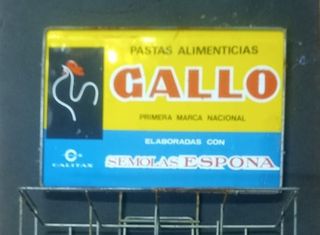 PASTAS ALIMENTICIAS
GALLO
PRIMERA MARCA NACIONAL
ELABORADAS CON
SEMOLAS ESPONA
CALITAX